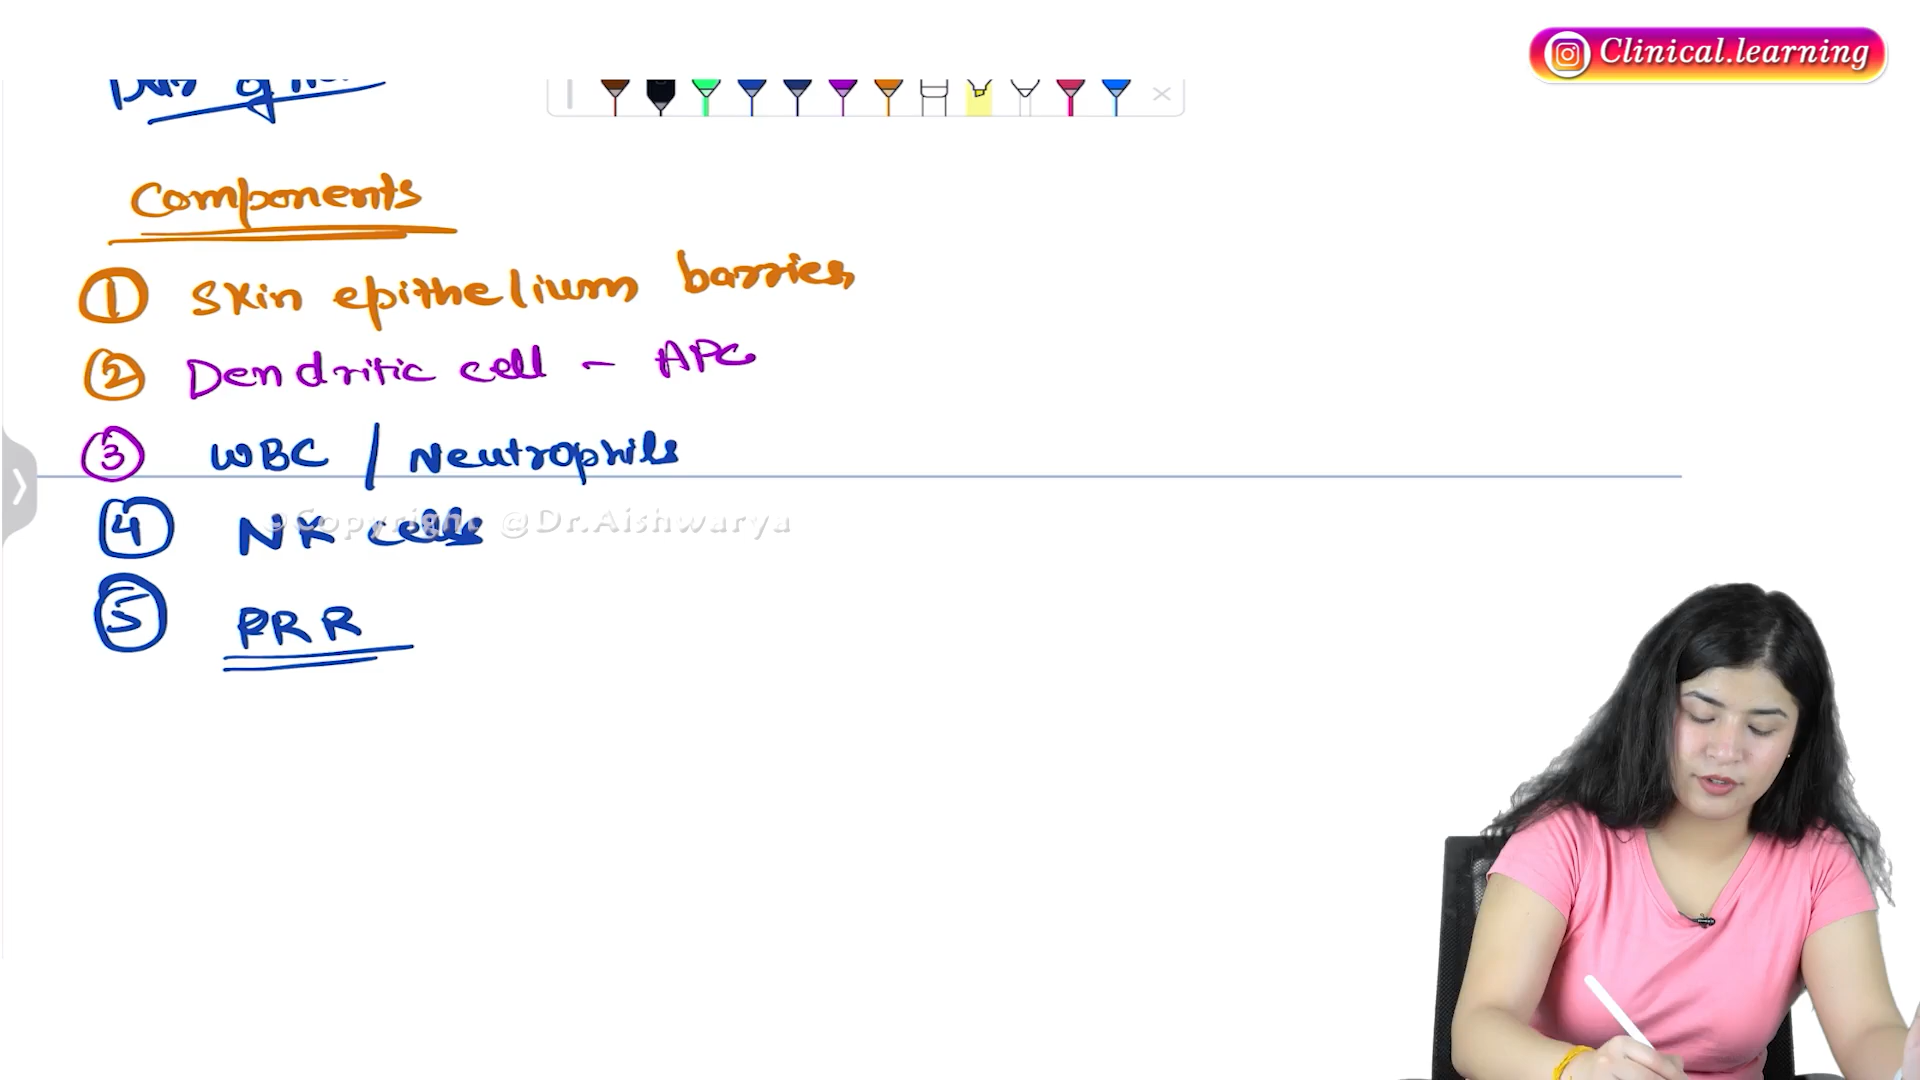 Clinical.learning
Components
1 Skin epithelium barrier
2 Dendritic cell - APC
3 WBC / Neutrophils
4 NK cells
©Copyright @Dr.Aishwarya
5 PRR